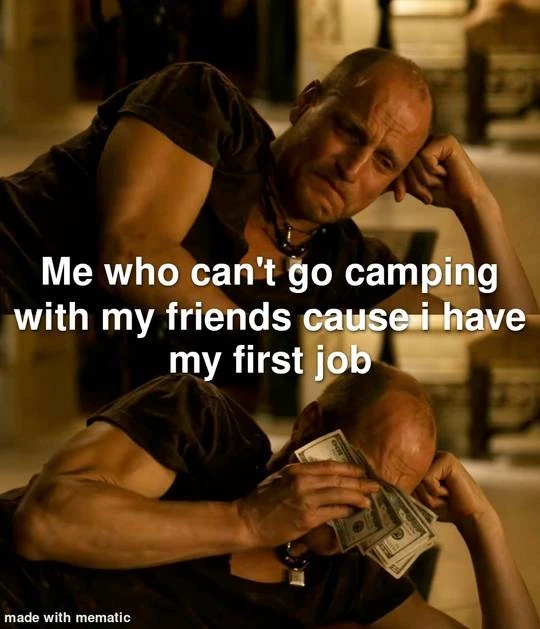 Me who can't go camping
with my friends cause i have
my first job
made with mematic